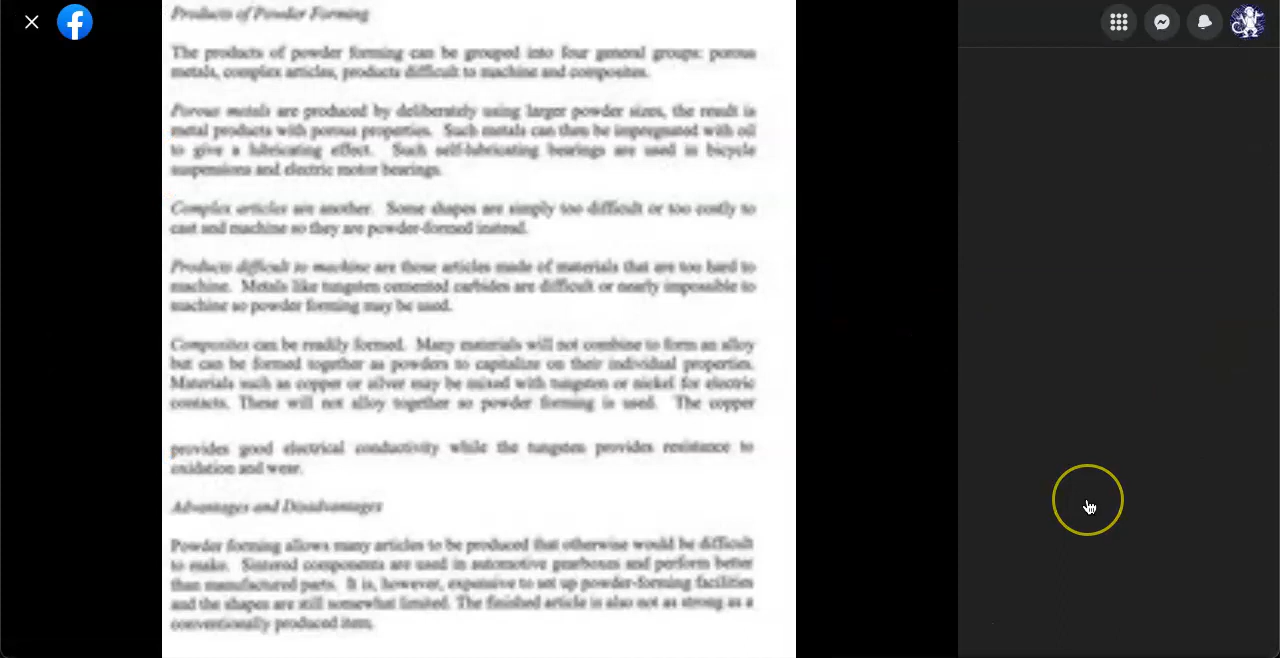 Products of Powder Forming
The products of powder forming can be grouped into four general groups: porous
metals, complex articles, products difficult to machine and composites.
Porous metals are produced by deliberately using larger powder sizes, the result is
metal products with porous properties. Such metals can then be impregnated with oil
to give a lubricating effect. Such self-lubricating bearings are used in bicycle
suspensions and electric motor bearings.
Complex articles are another. Some shapes are simply too difficult or too costly to
cast and machine so they are powder-formed instead.
Products difficult to machine are those articles made of materials that are too hard to
machine. Metals like tungsten cemented carbides are difficult or nearly impossible to
machine so powder forming may be used.
Composites can be readily formed. Many materials will not combine to form an alloy
but can be formed together as powders to capitalize on their individual properties.
Materials such as copper or silver may be mixed with tungsten or nickel for electric
contacts. These will not alloy together so powder forming is used. The copper
provides good electrical conductivity while the tungsten provides resistance to
oxidation and wear.
Advantages and Disadvantages
Powder forming allows many articles to be produced that otherwise would be difficult
to make. Sintered components are used in automotive gearboxes and perform better
than manufactured parts. It is, however, expensive to set up powder-forming facilities
and the shapes are still somewhat limited. The finished article is also not as strong as a
conventionally produced item.